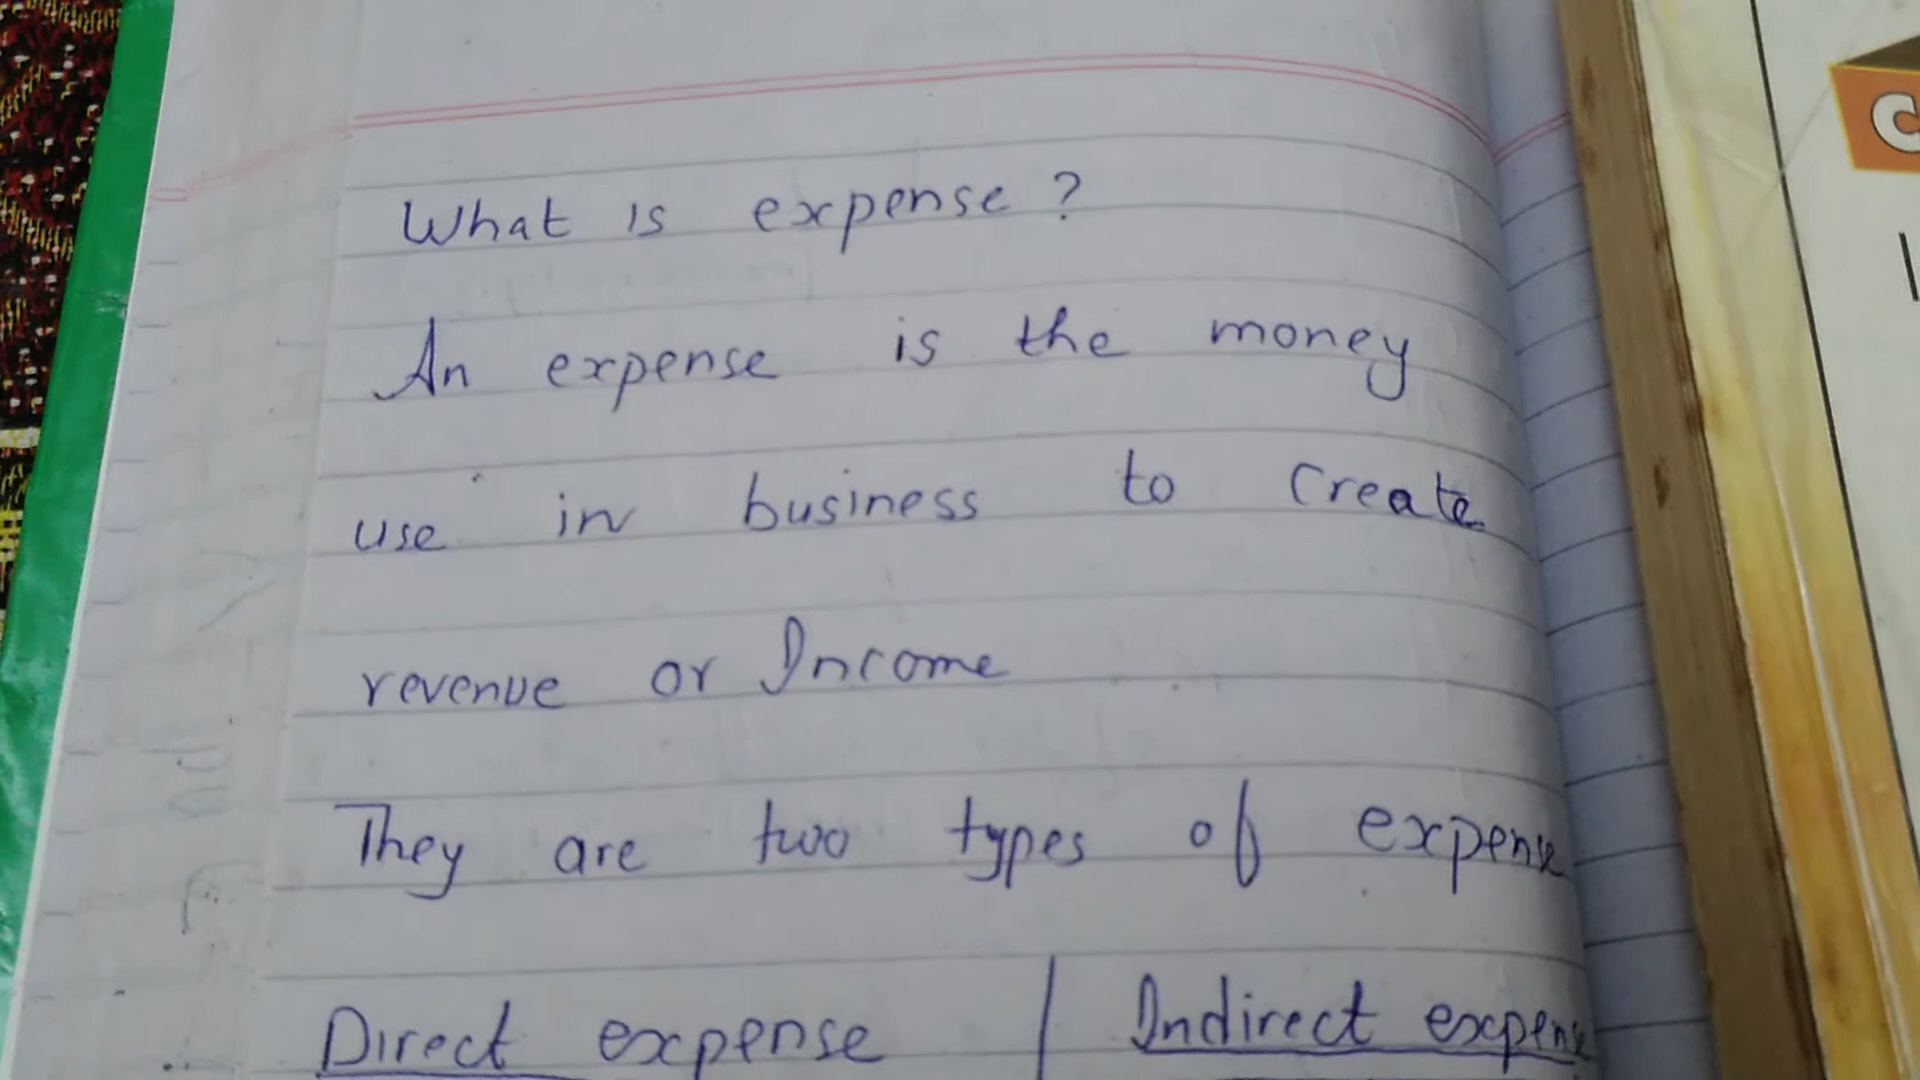 What is expense?
An expense is the money
use in business to create
revenue or Income
They are two types of expense
Direct expense | Indirect expense
C